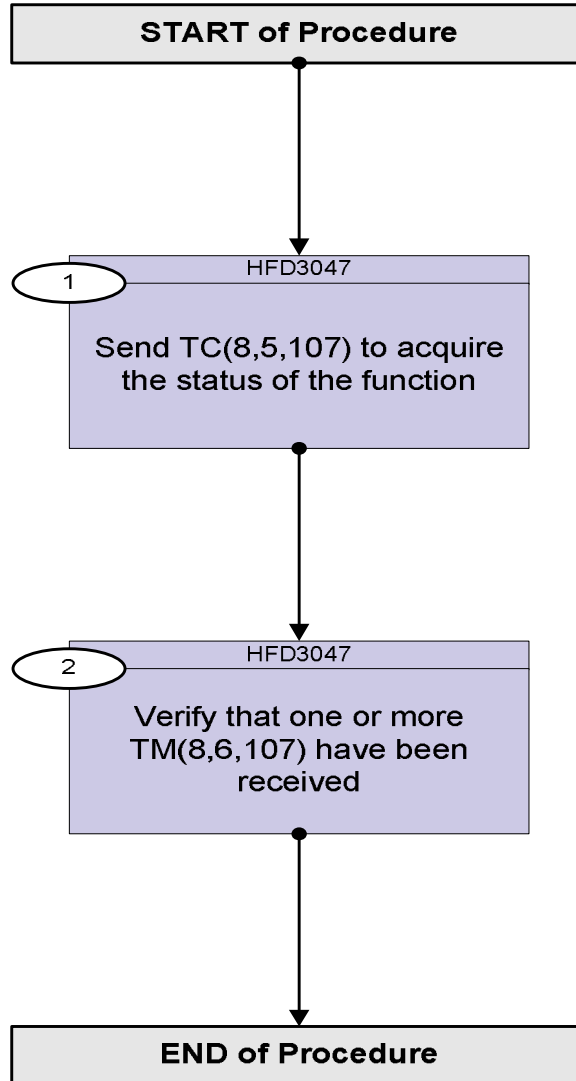 START of Procedure
HFD3047
1
Send TC(8,5,107) to acquire
the status of the function
HFD3047
2
Verify that one or more
TM(8,6,107) have been
received
END of Procedure